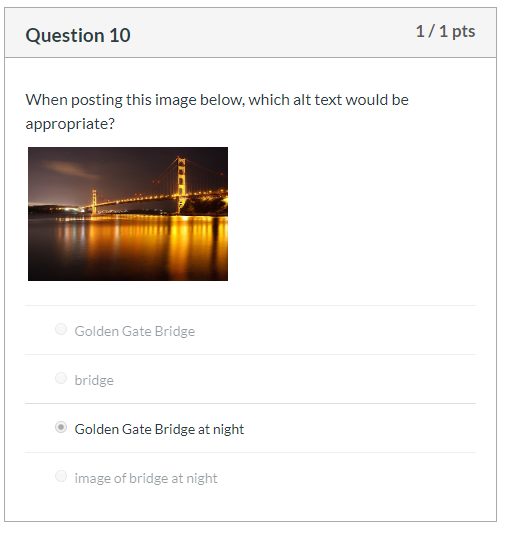 Question 10
1 / 1 pts
When posting this image below, which alt text would be
appropriate?
Golden Gate Bridge
bridge
Golden Gate Bridge at night
image of bridge at night